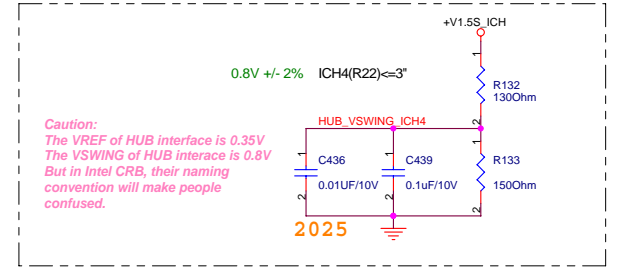 +V1.5S_ICH
0.8V +/- 2% ICH4(R22)<=3"
1
R132
130Ohm
2
HUB_VSWING_ICH4
Caution:
The VREF of HUB interface is 0.35V
The VSWING of HUB interace is 0.8V
But in Intel CRB, their naming
convention will make people
confused.
1
C436
0.01UF/10V
2
1
C439
0.1uF/10V
2
1
R133
150Ohm
2
2025